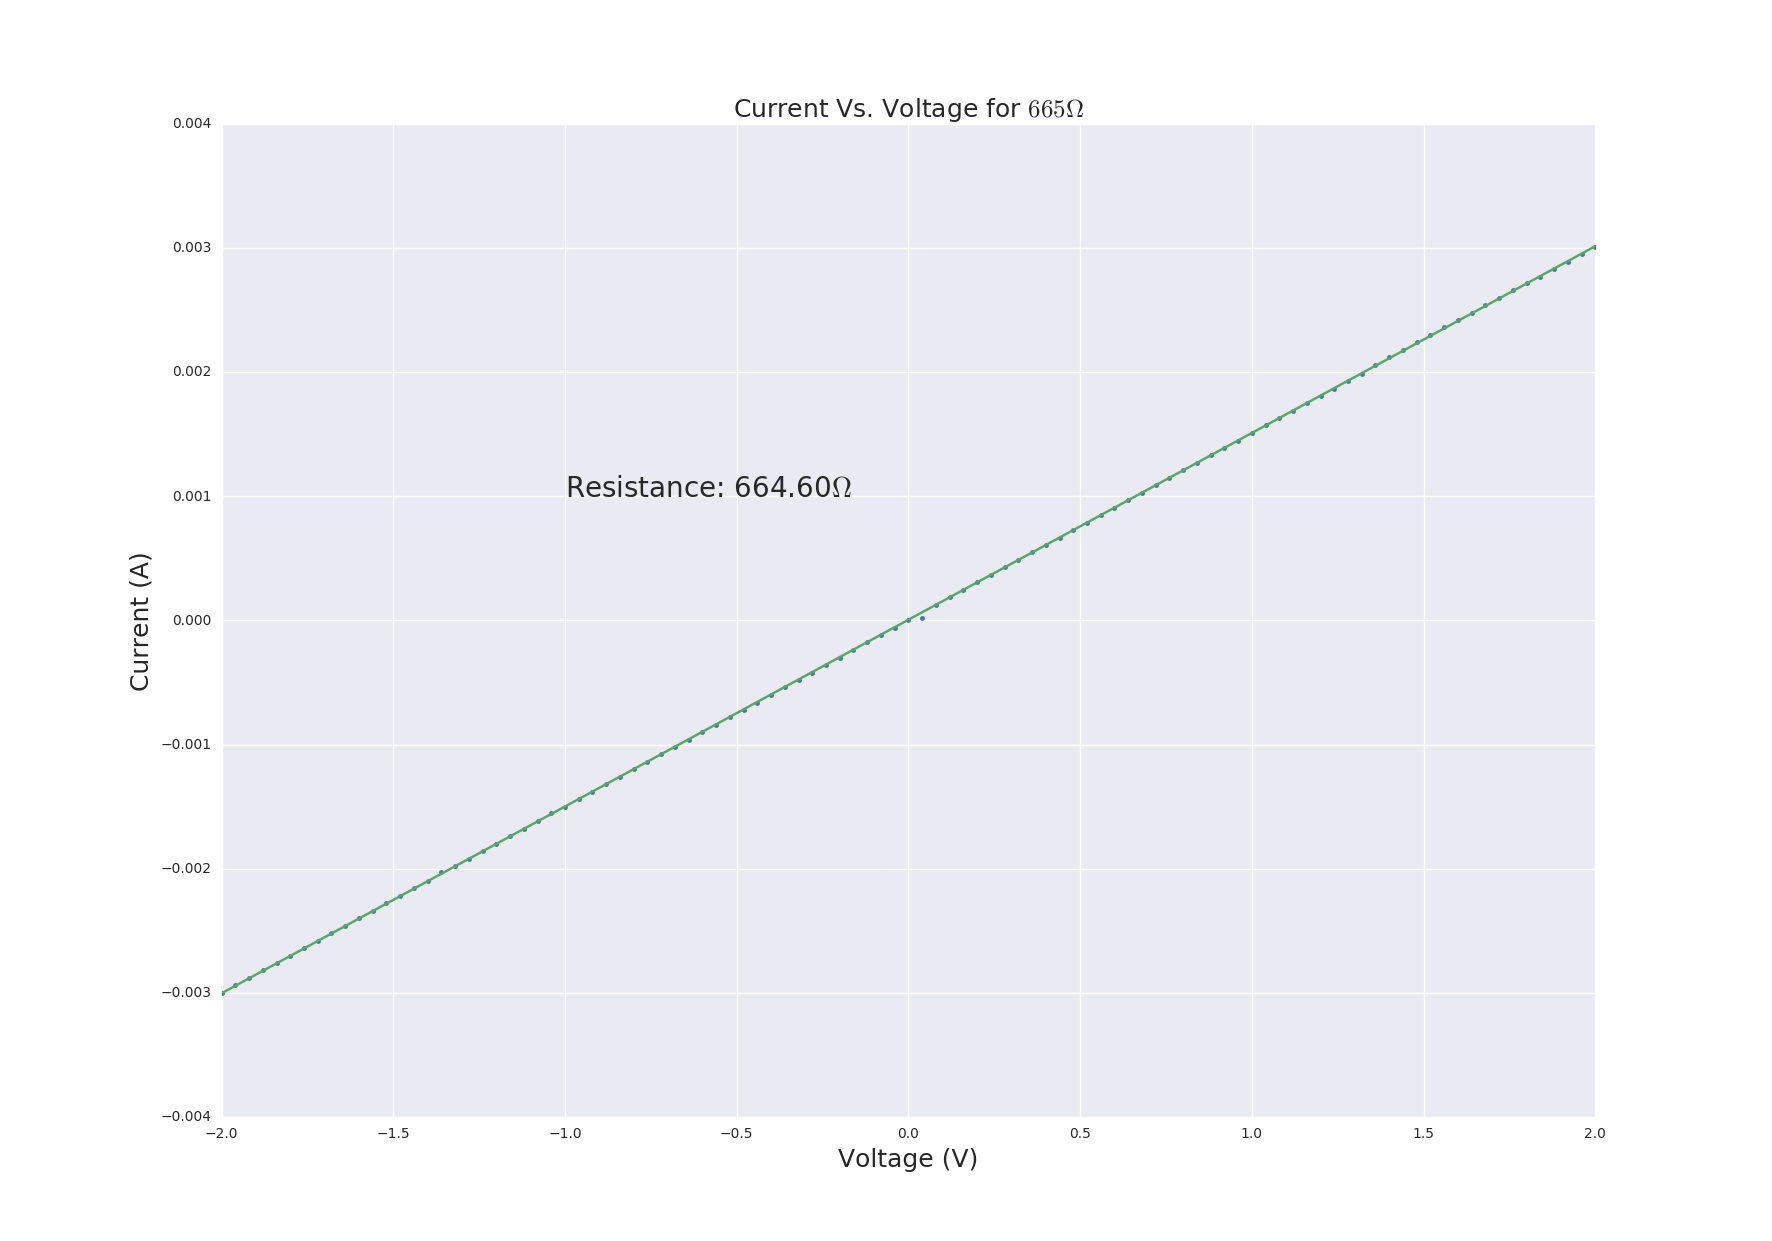 Current Vs. Voltage for 665Ω
0.004
0.003
0.002
0.001
0.000
−0.001
−0.002
−0.003
−0.004
Resistance: 664.60Ω
Current (A)
−2.0 −1.5 −1.0 −0.5 0.0 0.5 1.0 1.5 2.0
Voltage (V)